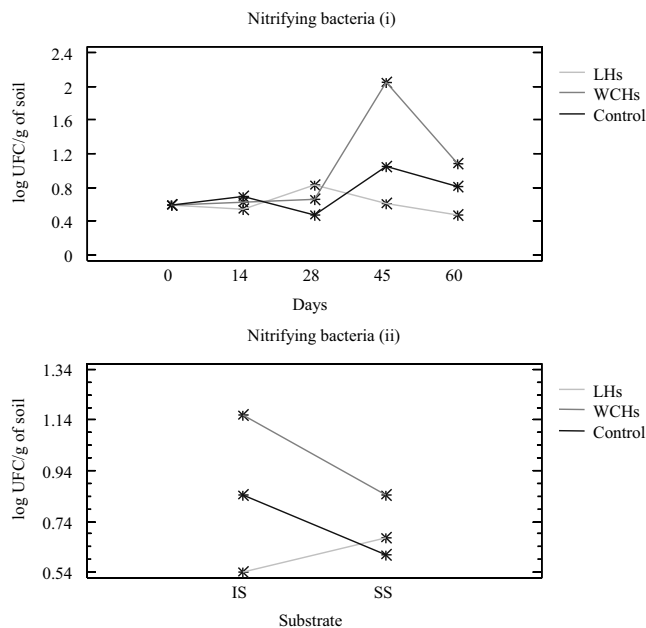 Nitrifying bacteria (i)
log UFC/g of soil
2.4
2
1.6
1.2
0.8
0.4
0
0 14 28 45 60
Days
LHs
WCHs
Control
Nitrifying bacteria (ii)
log UFC/g of soil
1.34
1.14
0.94
0.74
0.54
IS SS
Substrate
LHs
WCHs
Control